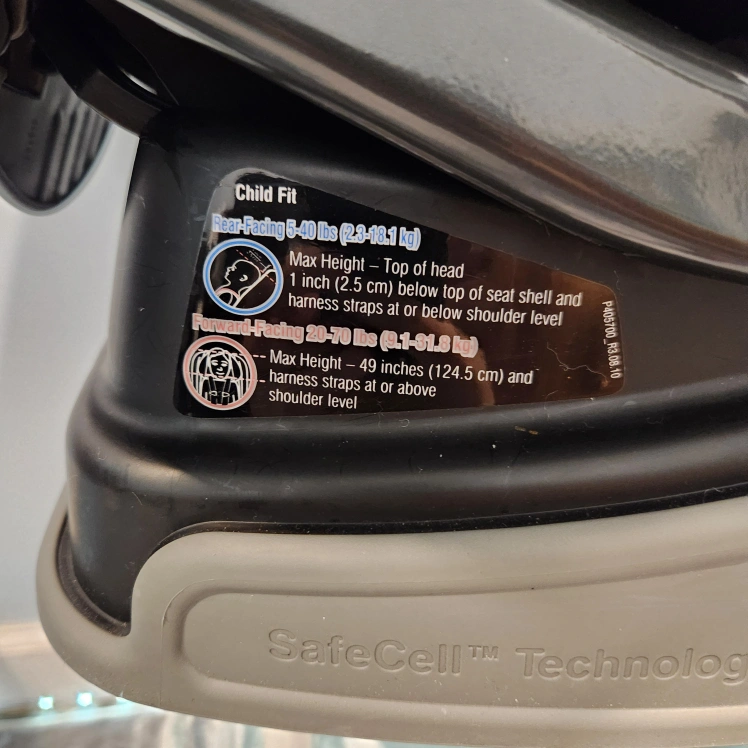 Child Fit
Rear-Facing 5-40 lbs (2.3-18.1 kg)
Max Height – Top of head
1 inch (2.5 cm) below top of seat shell and
harness straps at or below shoulder level
Forward-Facing 20-70 lbs (9.1-31.8 kg)
Max Height – 49 inches (124.5 cm) and
harness straps at or above
shoulder level
P405700_R3.08.10
SafeCell™ Technolog